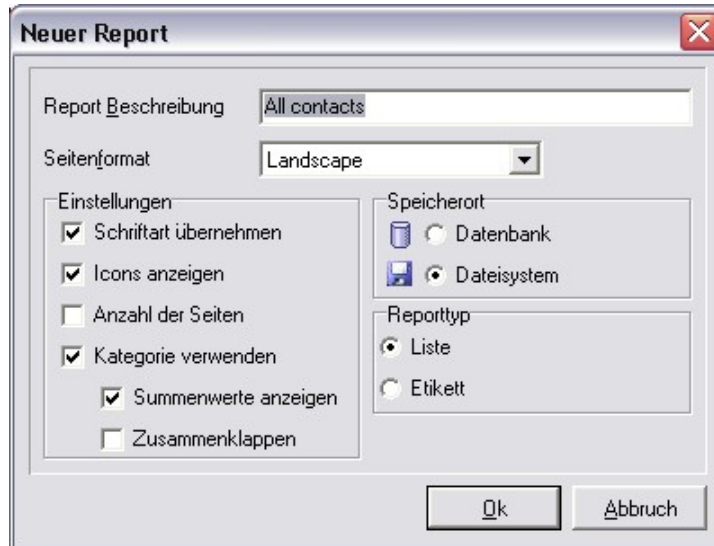 Neuer Report
Report Beschreibung All contacts
Seitenformat Landscape
Einstellungen
Schriftart übernehmen
Icons anzeigen
Anzahl der Seiten
Kategorie verwenden
Summenwerte anzeigen
Zusammenklappen
Speicherort
Datenbank
Dateisystem
Reporttyp
Liste
Etikett
Ok Abbruch